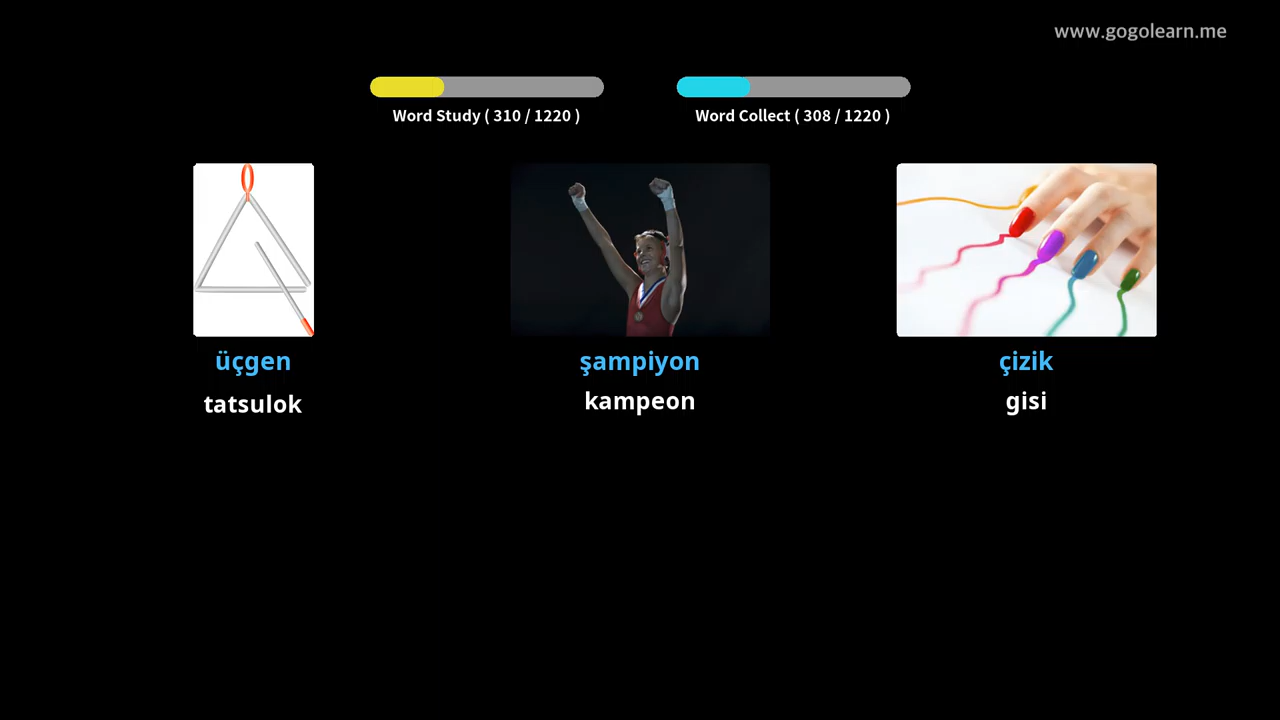 www.gogolearn.me
Word Study ( 310 / 1220 )
Word Collect ( 308 / 1220 )
üçgen
tatsulok
şampiyon
kampeon
çizik
gisi